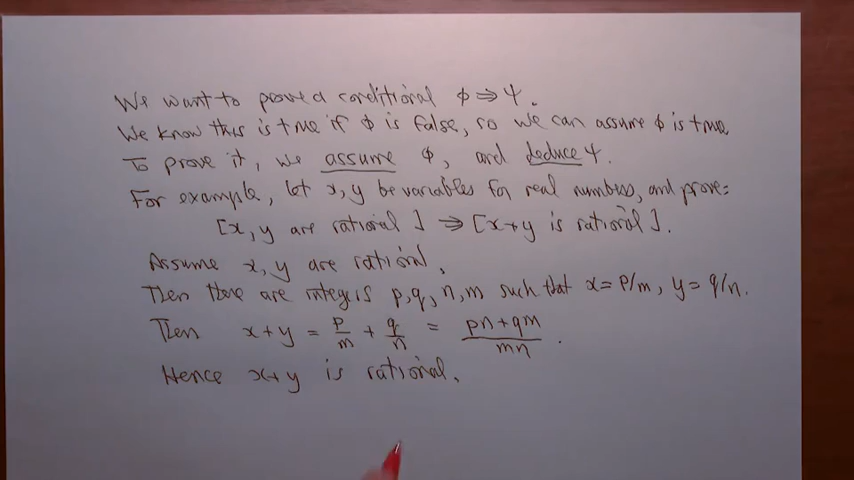 We want to prove a conditional ϕ ⇒ Ψ.
We know this is true if ϕ is false, so we can assume ϕ is true.
To prove it, we assume ϕ, and deduce Ψ.
For example, let x, y be variables for real numbers, and prove:
[x, y are rational] ⇒ [x+y is rational].
Assume x, y are rational.
Then there are integers p, q, n, m such that x = p/m, y = q/n.
Then x+y = p/m + q/n = (pn+qm)/mn.
Hence x+y is rational.